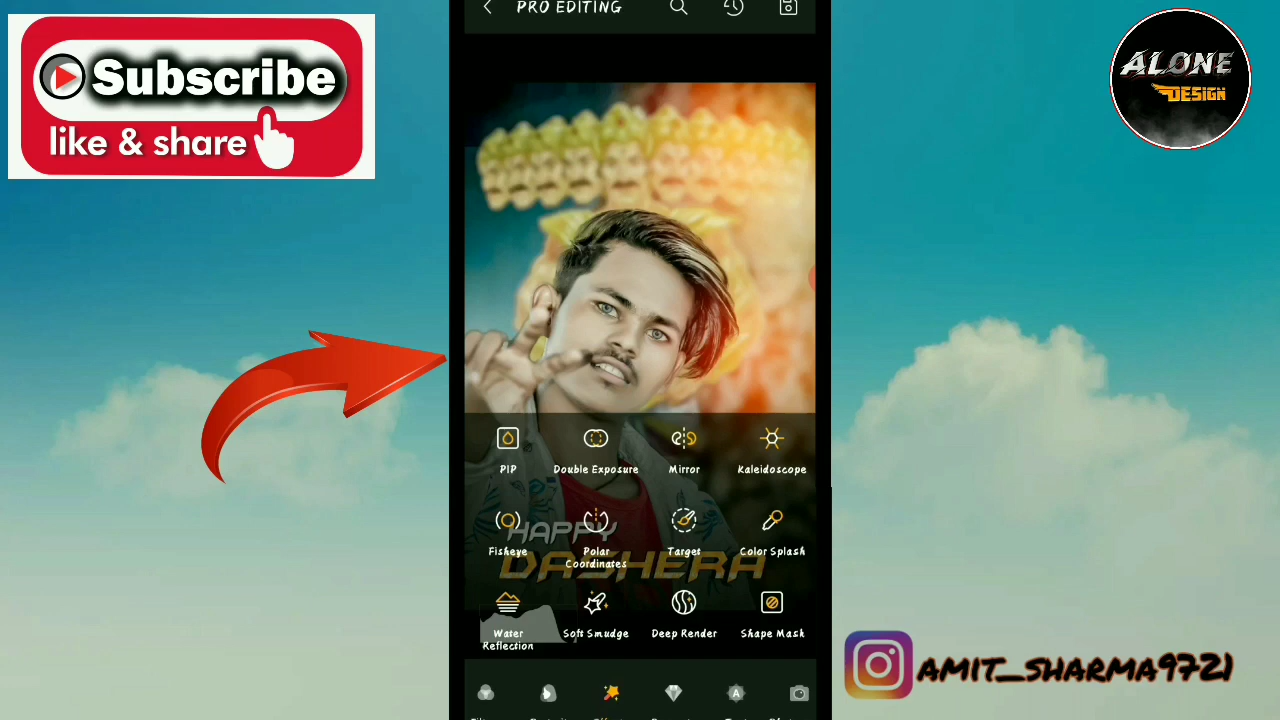 Subscribe
like & share
PRO EDITING
ALONE
DESIGN
PIP
Double Exposure
Mirror
Kaleidoscope
Fisheye
Polar
Coordinates
Target
Color Splash
HAPPY
DASHERA
Water
Reflection
Soft Smudge
Deep Render
Shape Mask
A
amit_sharma9721